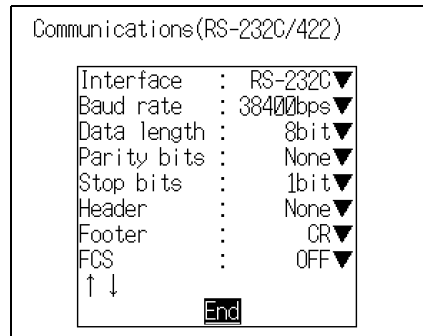 Communications(RS-232C/422)
Interface : RS-232C▼
Baud rate : 38400bps▼
Data length : 8bit▼
Parity bits : None▼
Stop bits : 1bit▼
Header : None▼
Footer : CR▼
FCS : OFF▼
↑ ↓
End